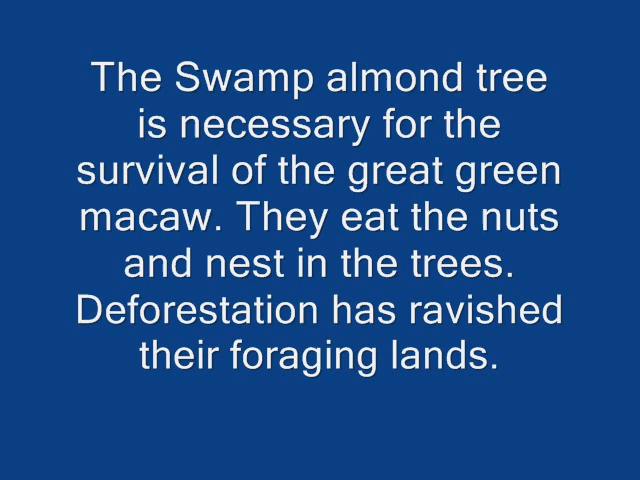 The Swamp almond tree
is necessary for the
survival of the great green
macaw. They eat the nuts
and nest in the trees.
Deforestation has ravished
their foraging lands.